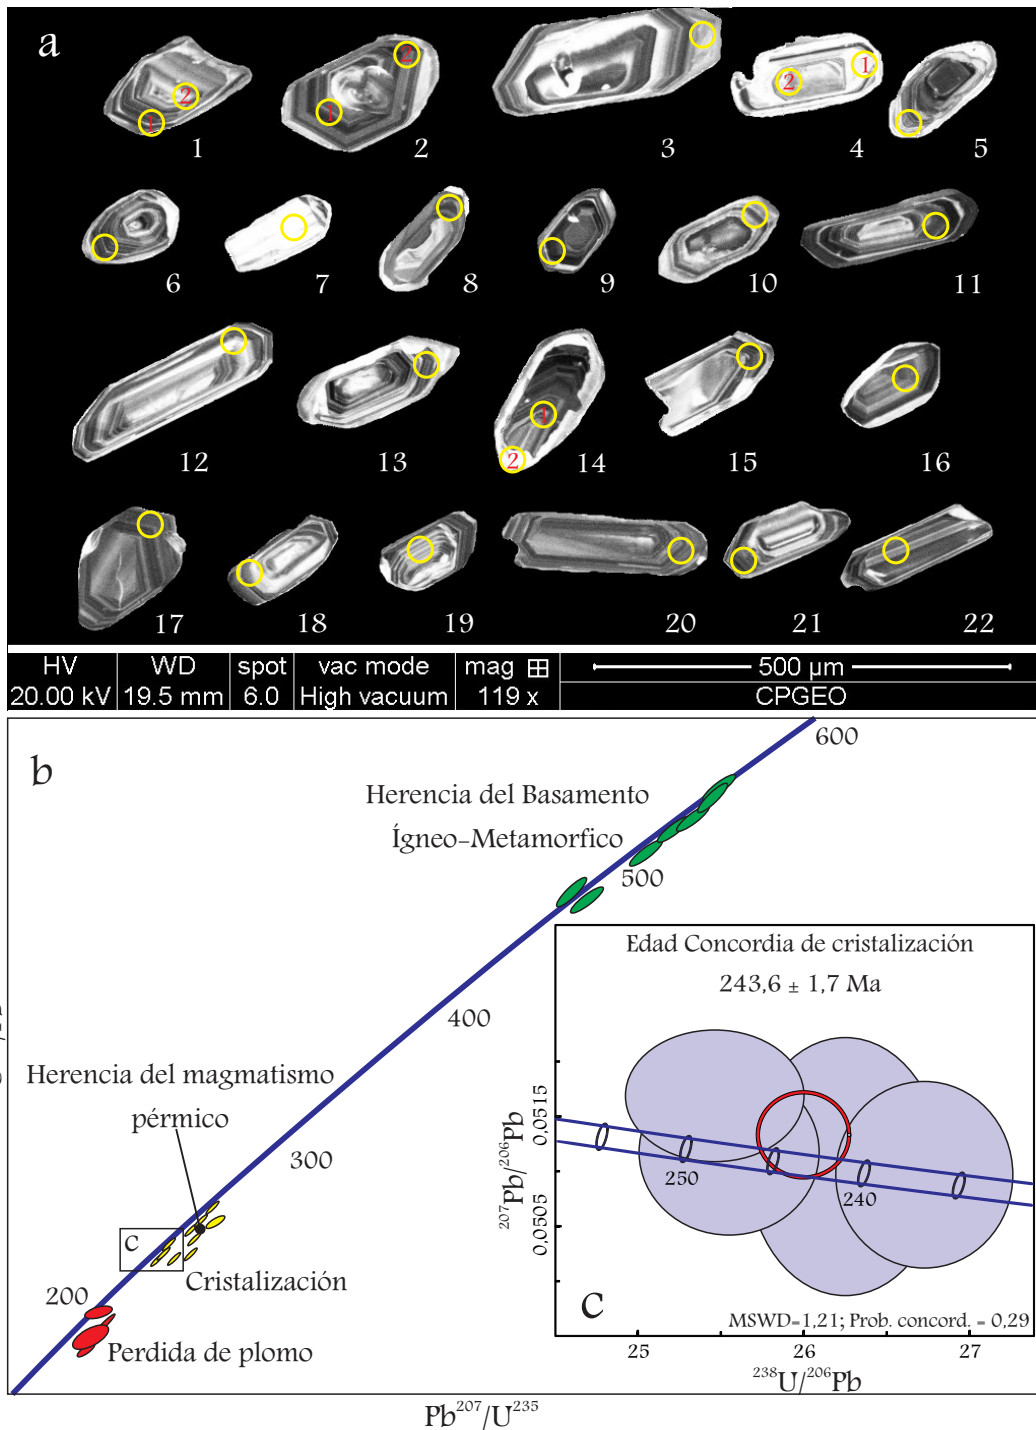 a
1 2 3 4 5
1 2 1 2 1 2
6 7 8 9 10 11
12 13 14 15 16
1 2
17 18 19 20 21 22
HV WD spot vac mode mag 500 µm
20.00 kV 19.5 mm 6.0 High vacuum 119 x CPGEO
b
600
Herencia del Basamento
Ígneo-Metamorfico
500
400
Herencia del magmatismo
pérmico
300
C
Cristalización
200
Perdida de plomo
Pb²⁰⁷/U²³⁵
Edad Concordia de cristalización
243,6 ± 1,7 Ma
²⁰⁷Pb/²⁰⁶Pb
0,0515
0,0505
250
240
C
MSWD=1,21; Prob. concord. = 0,29
25 26 27
²³⁸U/²⁰⁶Pb